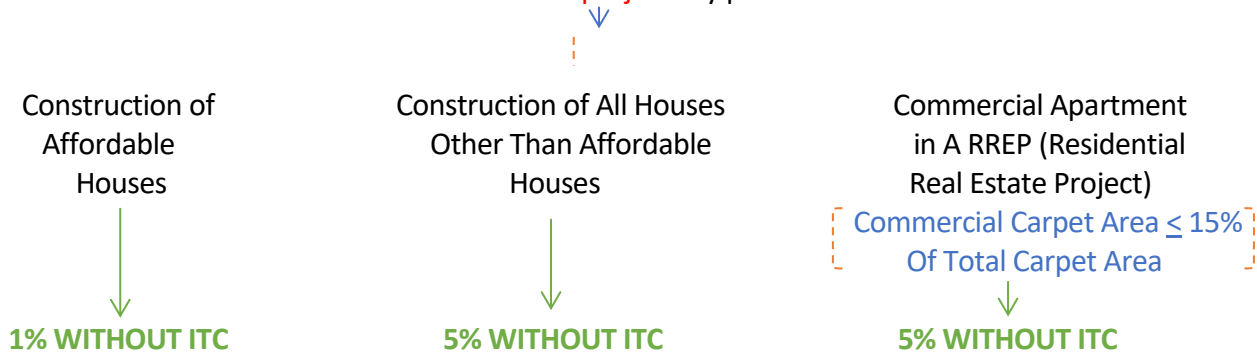 Construction of
Affordable
Houses
1% WITHOUT ITC
Construction of All Houses
Other Than Affordable
Houses
5% WITHOUT ITC
Commercial Apartment
in A RREP (Residential
Real Estate Project)
Commercial Carpet Area ≤ 15%
Of Total Carpet Area
5% WITHOUT ITC